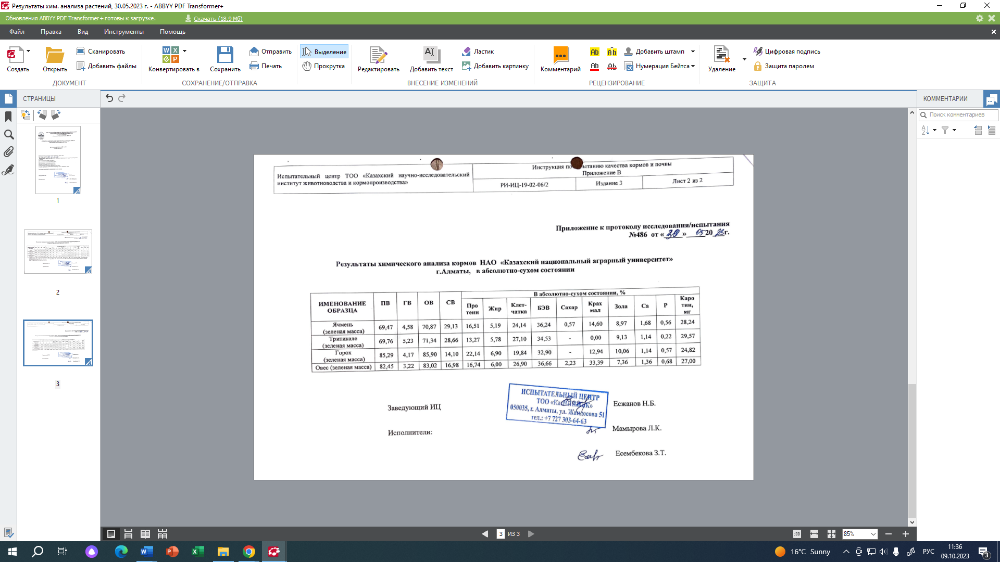 Результаты хим. анализа растений, 30.05.2023 г. - ABBYY PDF Transformer+
Обновления ABBYY PDF Transformer+ готовы к загрузке. Скачать (18,9 Мб)
Файл Правка Вид Инструменты Помощь
Создать Открыть Сканировать Добавить файлы
ДОКУМЕНТ
Конвертировать в Сохранить Отправить Печать
СОХРАНЕНИЕ/ОТПРАВКА
Выделение
Прокрутка
Редактировать Добавить текст Ластик Добавить картинку
ВНЕСЕНИЕ ИЗМЕНЕНИЙ
Комментарий Добавить штамп Нумерация Бейтса
РЕЦЕНЗИРОВАНИЕ
Удаление Цифровая подпись Защита паролем
ЗАЩИТА
СТРАНИЦЫ
КОММЕНТАРИИ
Поиск комментариев
1
2
3
Испытательный центр ТОО «Казахский научно-исследовательский
институт животноводства и кормопроизводства»
Инструкция по испытанию качества кормов и почвы
Приложение В
РИ-ИЦ-19-02-06/2 Издание 3 Лист 2 из 2
Приложение к протоколу исследования/испытания
№486 от «30» 05 2023 г.
Результаты химического анализа кормов НАО «Казахский национальный аграрный университет»
г.Алматы, в абсолютно-сухом состоянии
ИМЕНОВАНИЕ ОБРАЗЦА ПВ ГВ ОВ СВ В абсолютно-сухом состоянии, %
Про теин Жир Клет-чатка БЭВ Сахар Крах мал Зола Ca P Каро тин, мг
Ячмень (зеленая масса) 69,47 4,58 70,87 29,13 16,51 5,19 24,14 36,24 0,57 14,60 8,97 1,68 0,56 28,24
Тритикале (зеленая масса) 69,76 5,23 71,34 28,66 13,27 5,78 27,10 34,53 - 0,00 9,13 1,14 0,22 29,57
Горох (зеленая масса) 85,29 4,17 85,90 14,10 22,14 6,90 19,84 32,90 - 12,94 10,06 1,14 0,57 24,82
Овес (зеленая масса) 82,45 3,22 83,02 16,98 16,74 6,00 26,90 36,66 2,23 33,39 7,36 1,36 0,68 27,00
ИСПЫТАТЕЛЬНЫЙ ЦЕНТР
ТОО «КазНИИЖиК»
050035, г. Алматы, ул. Жандосова 51
тел.: +7 727 303-64-63
Заведующий ИЦ Есжанов Н.Б.
Исполнители: Мамырова Л.К.
Есембекова З.Т.
3 ИЗ 3
85%
16°C Sunny
РУС
11:36
09.10.2023
3